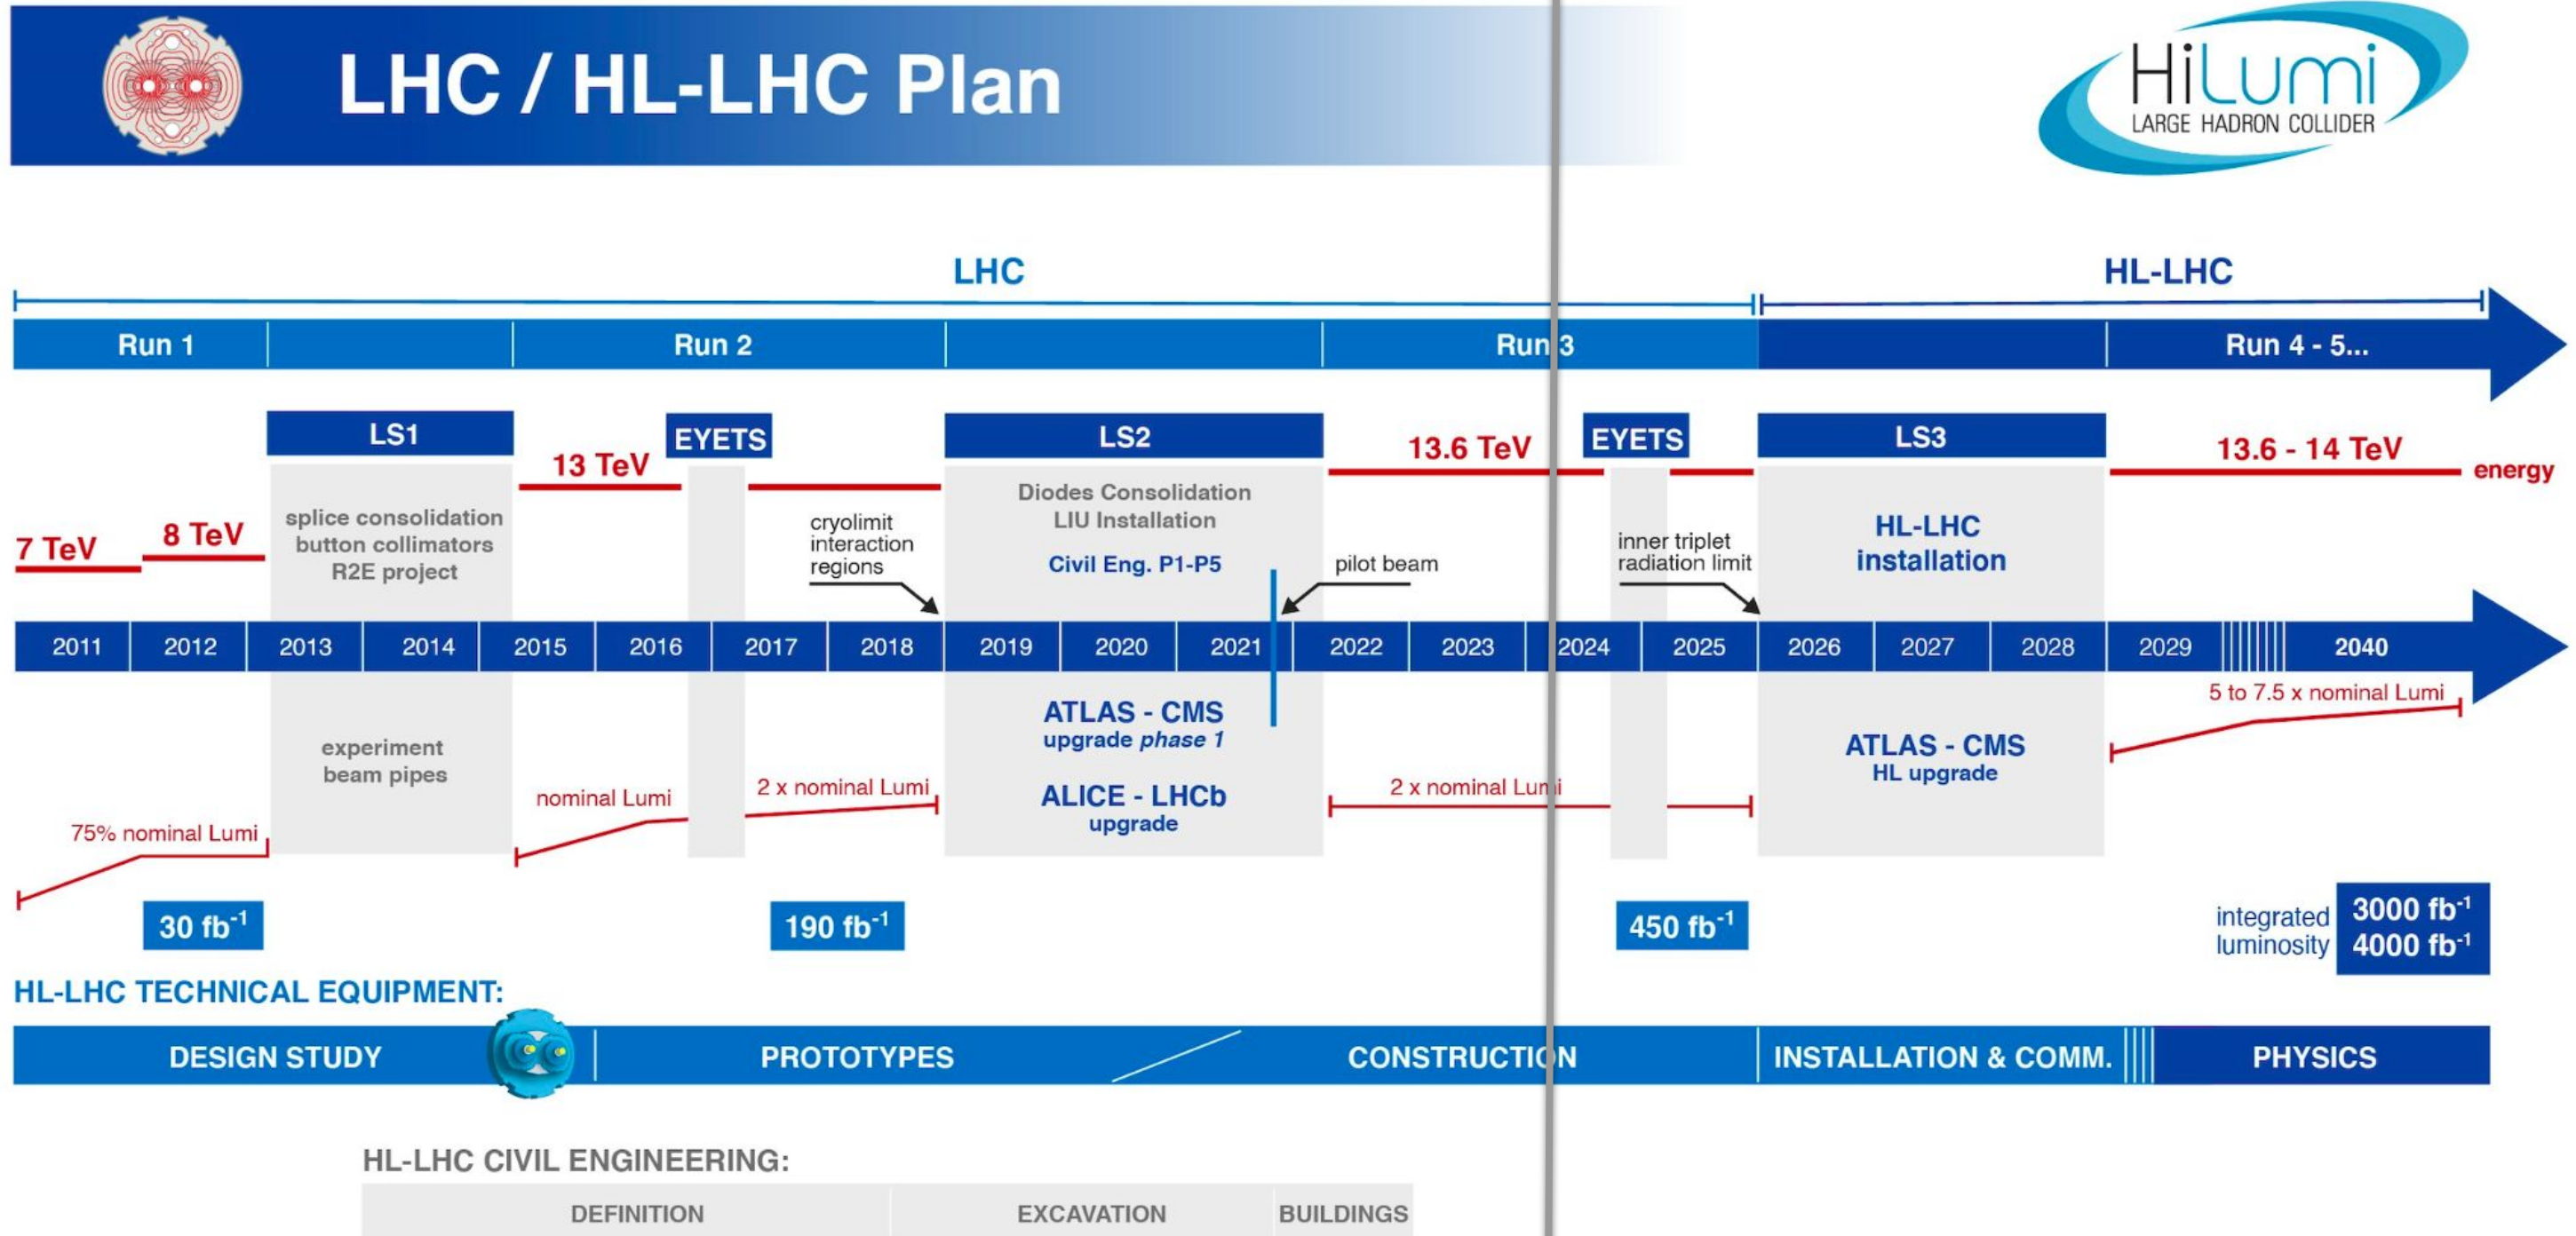 LHC / HL-LHC Plan
HiLumi
LARGE HADRON COLLIDER
LHC
HL-LHC
Run 1
Run 2
Run 3
Run 4 - 5...
LS1
EYETS
LS2
EYETS
LS3
13 TeV
13.6 TeV
13.6 - 14 TeV
energy
7 TeV
8 TeV
splice consolidation
button collimators
R2E project
cryolimit
interaction
regions
Diodes Consolidation
LIU Installation
Civil Eng. P1-P5
pilot beam
inner triplet
radiation limit
HL-LHC
installation
2011
2012
2013
2014
2015
2016
2017
2018
2019
2020
2021
2022
2023
2024
2025
2026
2027
2028
2029
2040
5 to 7.5 x nominal Lumi
experiment
beam pipes
ATLAS - CMS
upgrade phase 1
ALICE - LHCb
upgrade
ATLAS - CMS
HL upgrade
75% nominal Lumi
nominal Lumi
2 x nominal Lumi
2 x nominal Lumi
30 fb-1
190 fb-1
450 fb-1
integrated
luminosity
3000 fb-1
4000 fb-1
HL-LHC TECHNICAL EQUIPMENT:
DESIGN STUDY
PROTOTYPES
CONSTRUCTION
INSTALLATION & COMM.
PHYSICS
HL-LHC CIVIL ENGINEERING:
DEFINITION
EXCAVATION
BUILDINGS